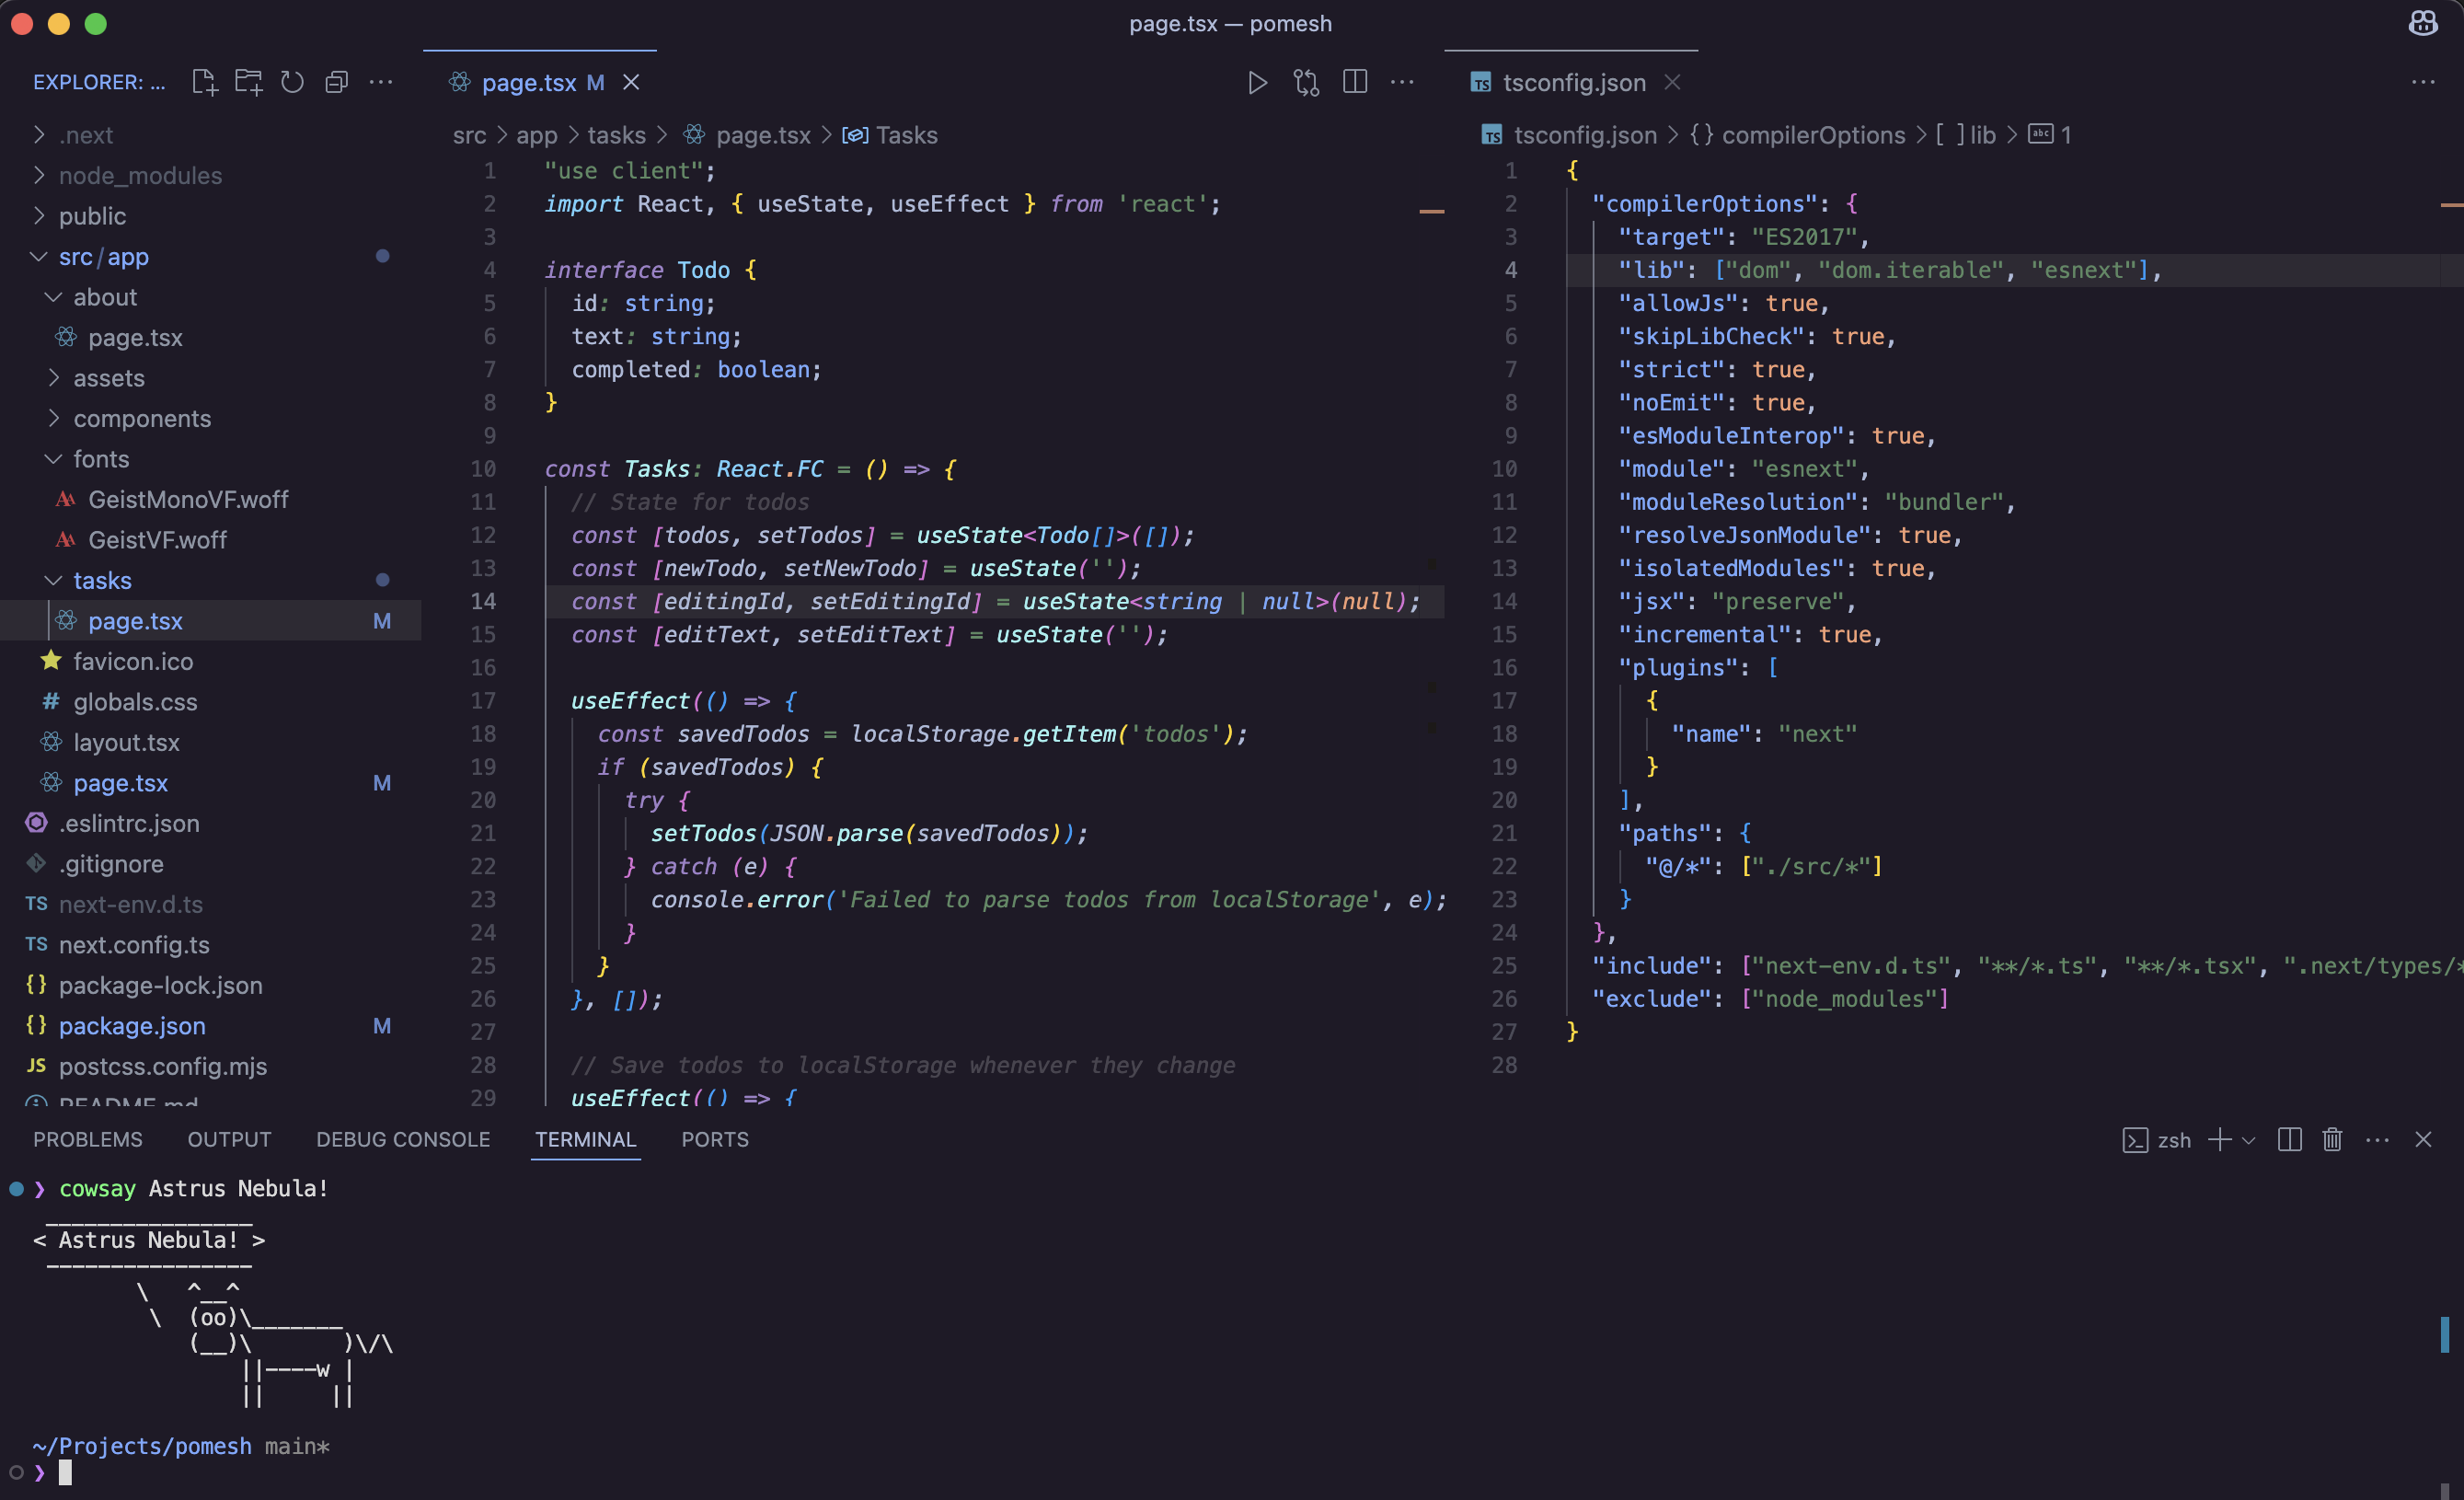 page.tsx — pomesh
EXPLORER: ...
.next
node_modules
public
src/app
about
page.tsx
assets
components
fonts
GeistMonoVF.woff
GeistVF.woff
tasks
page.tsx M
favicon.ico
globals.css
layout.tsx
page.tsx M
.eslintrc.json
.gitignore
TS next-env.d.ts
TS next.config.ts
{} package-lock.json
{} package.json M
JS postcss.config.mjs
README.md
page.tsx M
src > app > tasks > page.tsx > Tasks
1 "use client";
2 import React, { useState, useEffect } from 'react';
3
4 interface Todo {
5 id: string;
6 text: string;
7 completed: boolean;
8 }
9
10 const Tasks: React.FC = () => {
11 // State for todos
12 const [todos, setTodos] = useState<Todo[]>([]);
13 const [newTodo, setNewTodo] = useState('');
14 const [editingId, setEditingId] = useState<string | null>(null);
15 const [editText, setEditText] = useState('');
16
17 useEffect(() => {
18 const savedTodos = localStorage.getItem('todos');
19 if (savedTodos) {
20 try {
21 setTodos(JSON.parse(savedTodos));
22 } catch (e) {
23 console.error('Failed to parse todos from localStorage', e);
24 }
25 }
26 }, []);
27
28 // Save todos to localStorage whenever they change
29 useEffect(() => {
TS tsconfig.json
TS tsconfig.json > {} compilerOptions > [ ] lib > abc 1
1 {
2 "compilerOptions": {
3 "target": "ES2017",
4 "lib": ["dom", "dom.iterable", "esnext"],
5 "allowJs": true,
6 "skipLibCheck": true,
7 "strict": true,
8 "noEmit": true,
9 "esModuleInterop": true,
10 "module": "esnext",
11 "moduleResolution": "bundler",
12 "resolveJsonModule": true,
13 "isolatedModules": true,
14 "jsx": "preserve",
15 "incremental": true,
16 "plugins": [
17 {
18 "name": "next"
19 }
20 ],
21 "paths": {
22 "@/*": ["./src/*"]
23 }
24 },
25 "include": ["next-env.d.ts", "**/*.ts", "**/*.tsx", ".next/types/*
26 "exclude": ["node_modules"]
27 }
28
PROBLEMS OUTPUT DEBUG CONSOLE TERMINAL PORTS
zsh
❯ cowsay Astrus Nebula!
 ________________
< Astrus Nebula! >
 ----------------
        \   ^__^
         \  (oo)\_______
            (__)\       )\/\
                ||----w |
                ||     ||
~/Projects/pomesh main*
❯